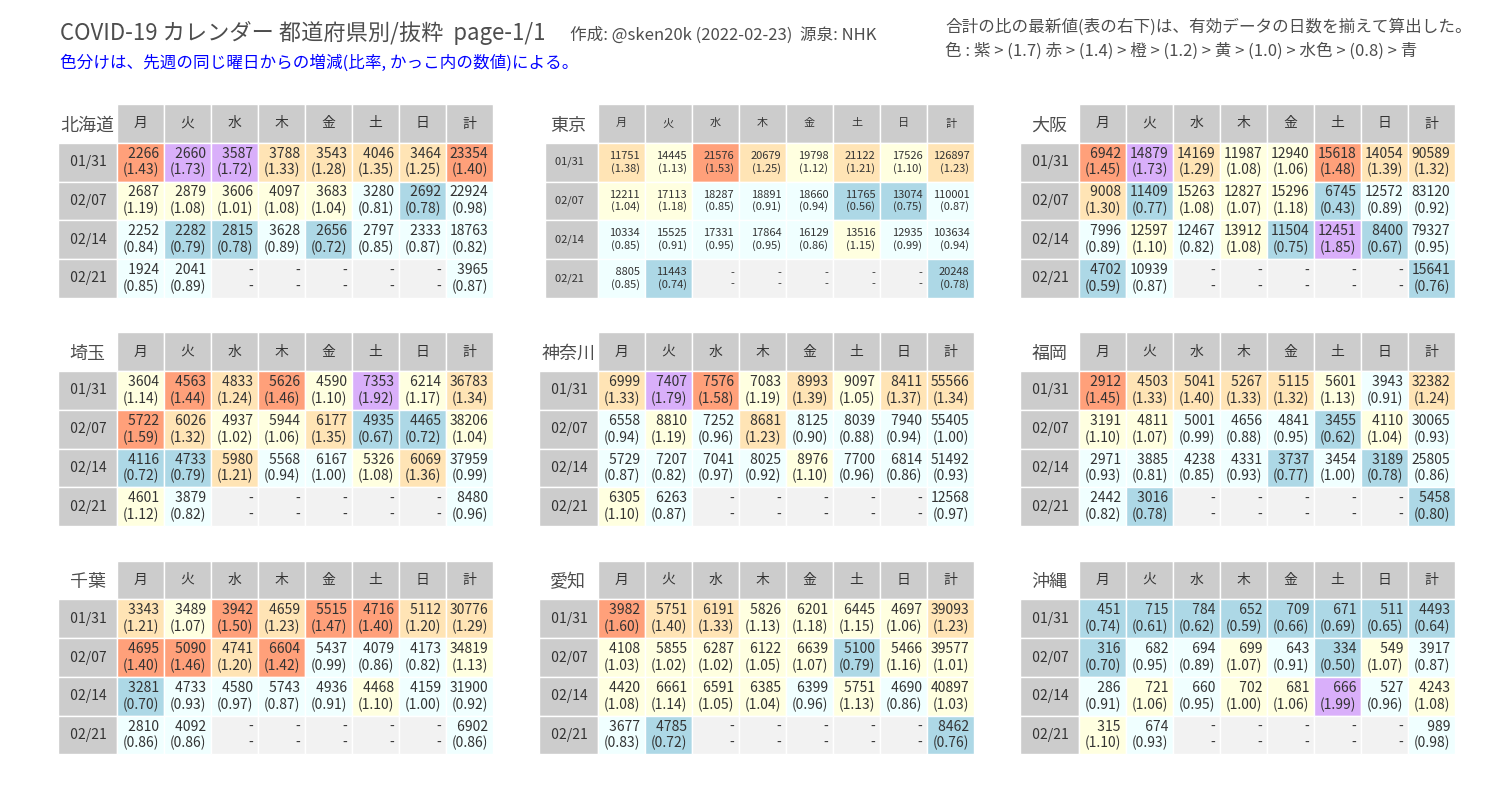 COVID-19 カレンダー 都道府県別/抜粋 page-1/1 作成: @sken20k (2022-02-23) 源泉: NHK
合計の比の最新値(表の右下)は、有効データの日数を揃えて算出した。
色分けは、先週の同じ曜日からの増減(比率, かっこ内の数値)による。
色 : 紫 > (1.7) 赤 > (1.4) 橙 > (1.2) 黄 > (1.0) > 水色 > (0.8) > 青
北海道 月 火 水 木 金 土 日 計
01/31 2266 2660 3587 3788 3543 4046 3464 23354
(1.43) (1.73) (1.72) (1.33) (1.28) (1.35) (1.25) (1.40)
02/07 2687 2879 3606 4097 3683 3280 2692 22924
(1.19) (1.08) (1.01) (1.08) (1.04) (0.81) (0.78) (0.98)
02/14 2252 2282 2815 3628 2656 2797 2333 18763
(0.84) (0.79) (0.78) (0.89) (0.72) (0.85) (0.87) (0.82)
02/21 1924 2041 - - - - - 3965
(0.85) (0.89) - - - - - (0.87)
東京 月 火 水 木 金 土 日 計
01/31 11751 14445 21576 20679 19798 21122 17526 126897
(1.38) (1.13) (1.53) (1.25) (1.12) (1.21) (1.10) (1.23)
02/07 12211 17113 18287 18891 18660 11765 13074 110001
(1.04) (1.18) (0.85) (0.91) (0.94) (0.56) (0.75) (0.87)
02/14 10334 15525 17331 17864 16129 13516 12935 103634
(0.85) (0.91) (0.95) (0.95) (0.86) (1.15) (0.99) (0.94)
02/21 8805 11443 - - - - - 20248
(0.85) (0.74) - - - - - (0.78)
大阪 月 火 水 木 金 土 日 計
01/31 6942 14879 14169 11987 12940 15618 14054 90589
(1.45) (1.73) (1.29) (1.08) (1.06) (1.48) (1.39) (1.32)
02/07 9008 11409 15263 12827 15296 6745 12572 83120
(1.30) (0.77) (1.08) (1.07) (1.18) (0.43) (0.89) (0.92)
02/14 7996 12597 12467 13912 11504 12451 8400 79327
(0.89) (1.10) (0.82) (1.08) (0.75) (1.85) (0.67) (0.95)
02/21 4702 10939 - - - - - 15641
(0.59) (0.87) - - - - - (0.76)
埼玉 月 火 水 木 金 土 日 計
01/31 3604 4563 4833 5626 4590 7353 6214 36783
(1.14) (1.44) (1.24) (1.46) (1.10) (1.92) (1.17) (1.34)
02/07 5722 6026 4937 5944 6177 4935 4465 38206
(1.59) (1.32) (1.02) (1.06) (1.35) (0.67) (0.72) (1.04)
02/14 4116 4733 5980 5568 6167 5326 6069 37959
(0.72) (0.79) (1.21) (0.94) (1.00) (1.08) (1.36) (0.99)
02/21 4601 3879 - - - - - 8480
(1.12) (0.82) - - - - - (0.96)
神奈川 月 火 水 木 金 土 日 計
01/31 6999 7407 7576 7083 8993 9097 8411 55566
(1.33) (1.79) (1.58) (1.19) (1.39) (1.05) (1.37) (1.34)
02/07 6558 8810 7252 8681 8125 8039 7940 55405
(0.94) (1.19) (0.96) (1.23) (0.90) (0.88) (0.94) (1.00)
02/14 5729 7207 7041 8025 8976 7700 6814 51492
(0.87) (0.82) (0.97) (0.92) (1.10) (0.96) (0.86) (0.93)
02/21 6305 6263 - - - - - 12568
(1.10) (0.87) - - - - - (0.97)
福岡 月 火 水 木 金 土 日 計
01/31 2912 4503 5041 5267 5115 5601 3943 32382
(1.45) (1.33) (1.40) (1.33) (1.32) (1.13) (0.91) (1.24)
02/07 3191 4811 5001 4656 4841 3455 4110 30065
(1.10) (1.07) (0.99) (0.88) (0.95) (0.62) (1.04) (0.93)
02/14 2971 3885 4238 4331 3737 3454 3189 25805
(0.93) (0.81) (0.85) (0.93) (0.77) (1.00) (0.78) (0.86)
02/21 2442 3016 - - - - - 5458
(0.82) (0.78) - - - - - (0.80)
千葉 月 火 水 木 金 土 日 計
01/31 3343 3489 3942 4659 5515 4716 5112 30776
(1.21) (1.07) (1.50) (1.23) (1.47) (1.40) (1.20) (1.29)
02/07 4695 5090 4741 6604 5437 4079 4173 34819
(1.40) (1.46) (1.20) (1.42) (0.99) (0.86) (0.82) (1.13)
02/14 3281 4733 4580 5743 4936 4468 4159 31900
(0.70) (0.93) (0.97) (0.87) (0.91) (1.10) (1.00) (0.92)
02/21 2810 4092 - - - - - 6902
(0.86) (0.86) - - - - - (0.86)
愛知 月 火 水 木 金 土 日 計
01/31 3982 5751 6191 5826 6201 6445 4697 39093
(1.60) (1.40) (1.33) (1.13) (1.18) (1.15) (1.06) (1.23)
02/07 4108 5855 6287 6122 6639 5100 5466 39577
(1.03) (1.02) (1.02) (1.05) (1.07) (0.79) (1.16) (1.01)
02/14 4420 6661 6591 6385 6399 5751 4690 40897
(1.08) (1.14) (1.05) (1.04) (0.96) (1.13) (0.86) (1.03)
02/21 3677 4785 - - - - - 8462
(0.83) (0.72) - - - - - (0.76)
沖縄 月 火 水 木 金 土 日 計
01/31 451 715 784 652 709 671 511 4493
(0.74) (0.61) (0.62) (0.59) (0.66) (0.69) (0.65) (0.64)
02/07 316 682 694 699 643 334 549 3917
(0.70) (0.95) (0.89) (1.07) (0.91) (0.50) (1.07) (0.87)
02/14 286 721 660 702 681 666 527 4243
(0.91) (1.06) (0.95) (1.00) (1.06) (1.99) (0.96) (1.08)
02/21 315 674 - - - - - 989
(1.10) (0.93) - - - - - (0.98)